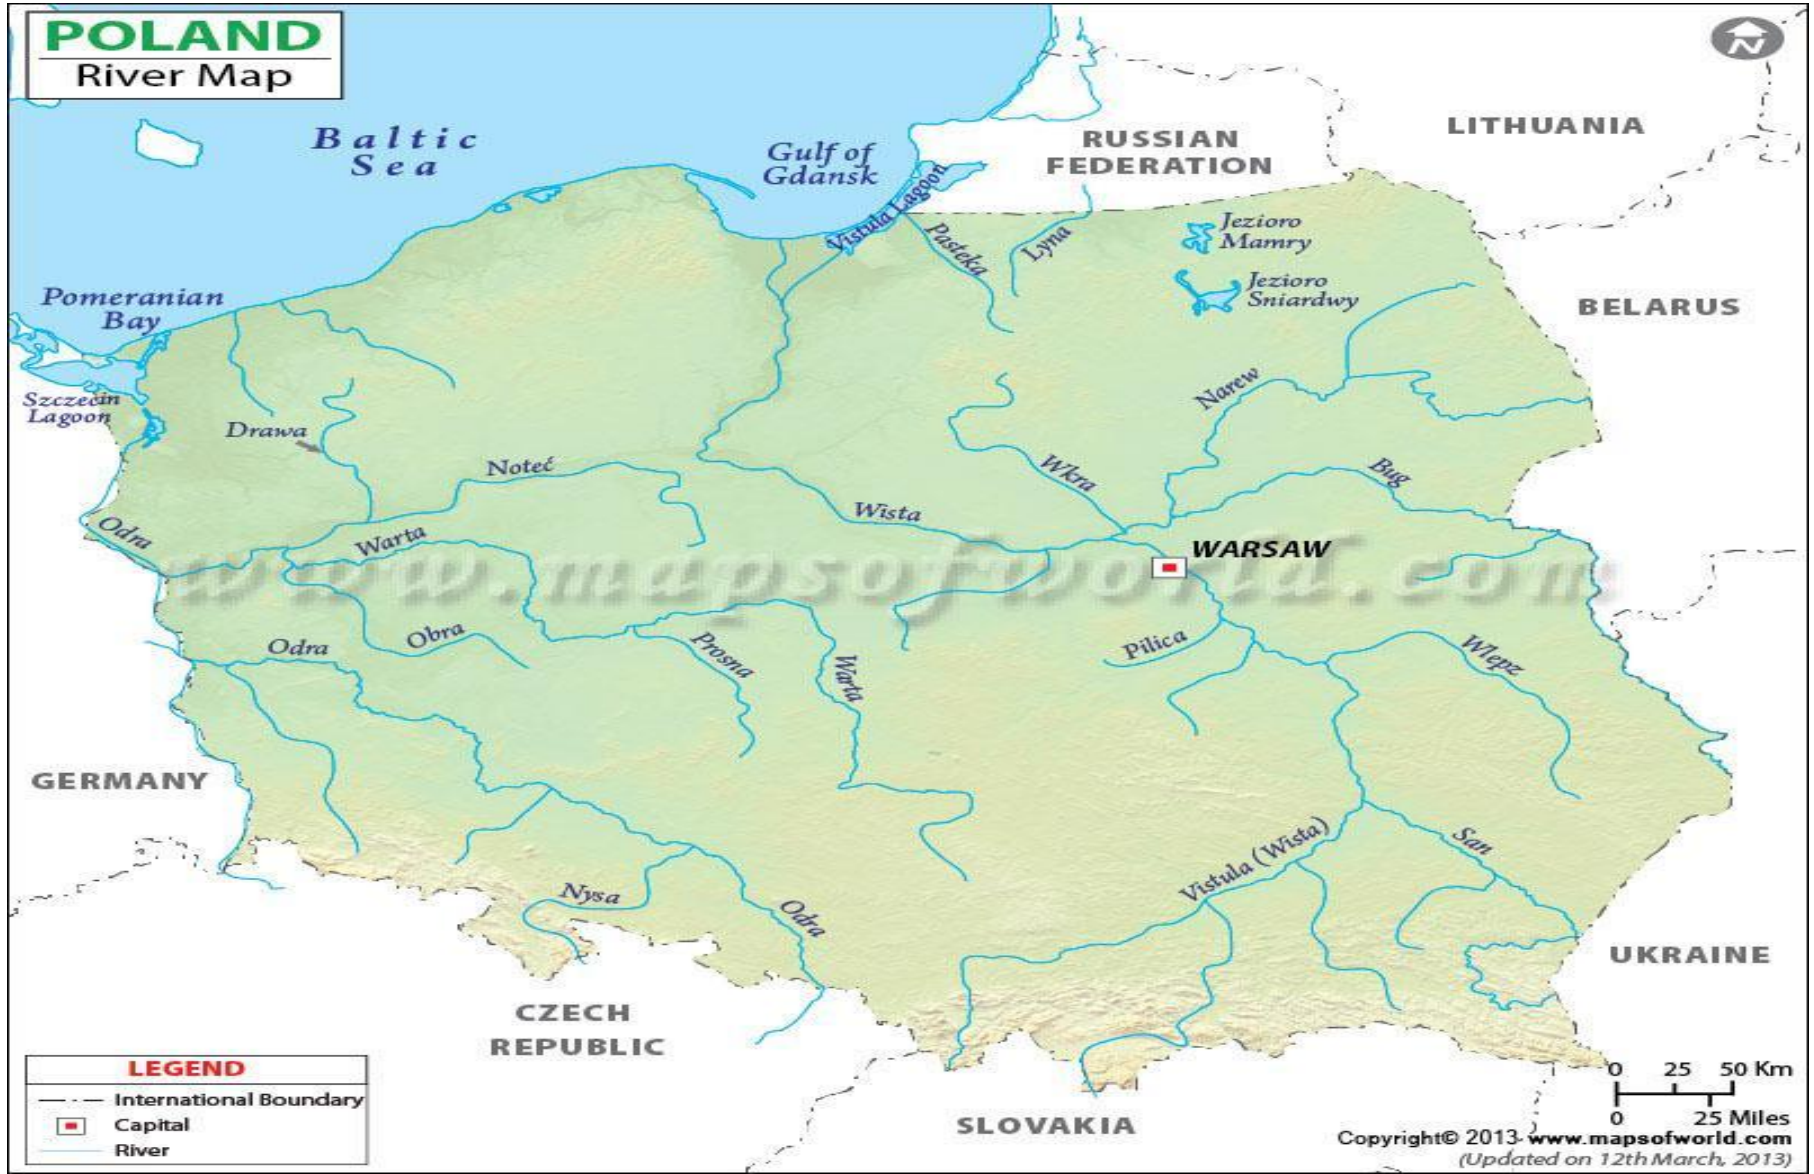 POLAND
River Map
N
LITHUANIA
Baltic
Sea
RUSSIAN
FEDERATION
Gulf of
Gdansk
Vistula Lagoon
Pasteka
Lyna
Jezioro
Mamry
Jezioro
Sniardwy
Pomeranian
Bay
BELARUS
Szczecin
Lagoon
Drawa
Narew
Noteć
Wkra
Bug
Wista
Odra
Warta
WARSAW
www.mapsofworld.com
Odra
Obra
Prosna
Warta
Pilica
Wlepz
GERMANY
Vistula (Wista)
San
Nysa
Odra
UKRAINE
CZECH
REPUBLIC
SLOVAKIA
LEGEND
International Boundary
Capital
River
0 25 50 Km
0 25 Miles
Copyright© 2013 www.mapsofworld.com
(Updated on 12th March, 2013)